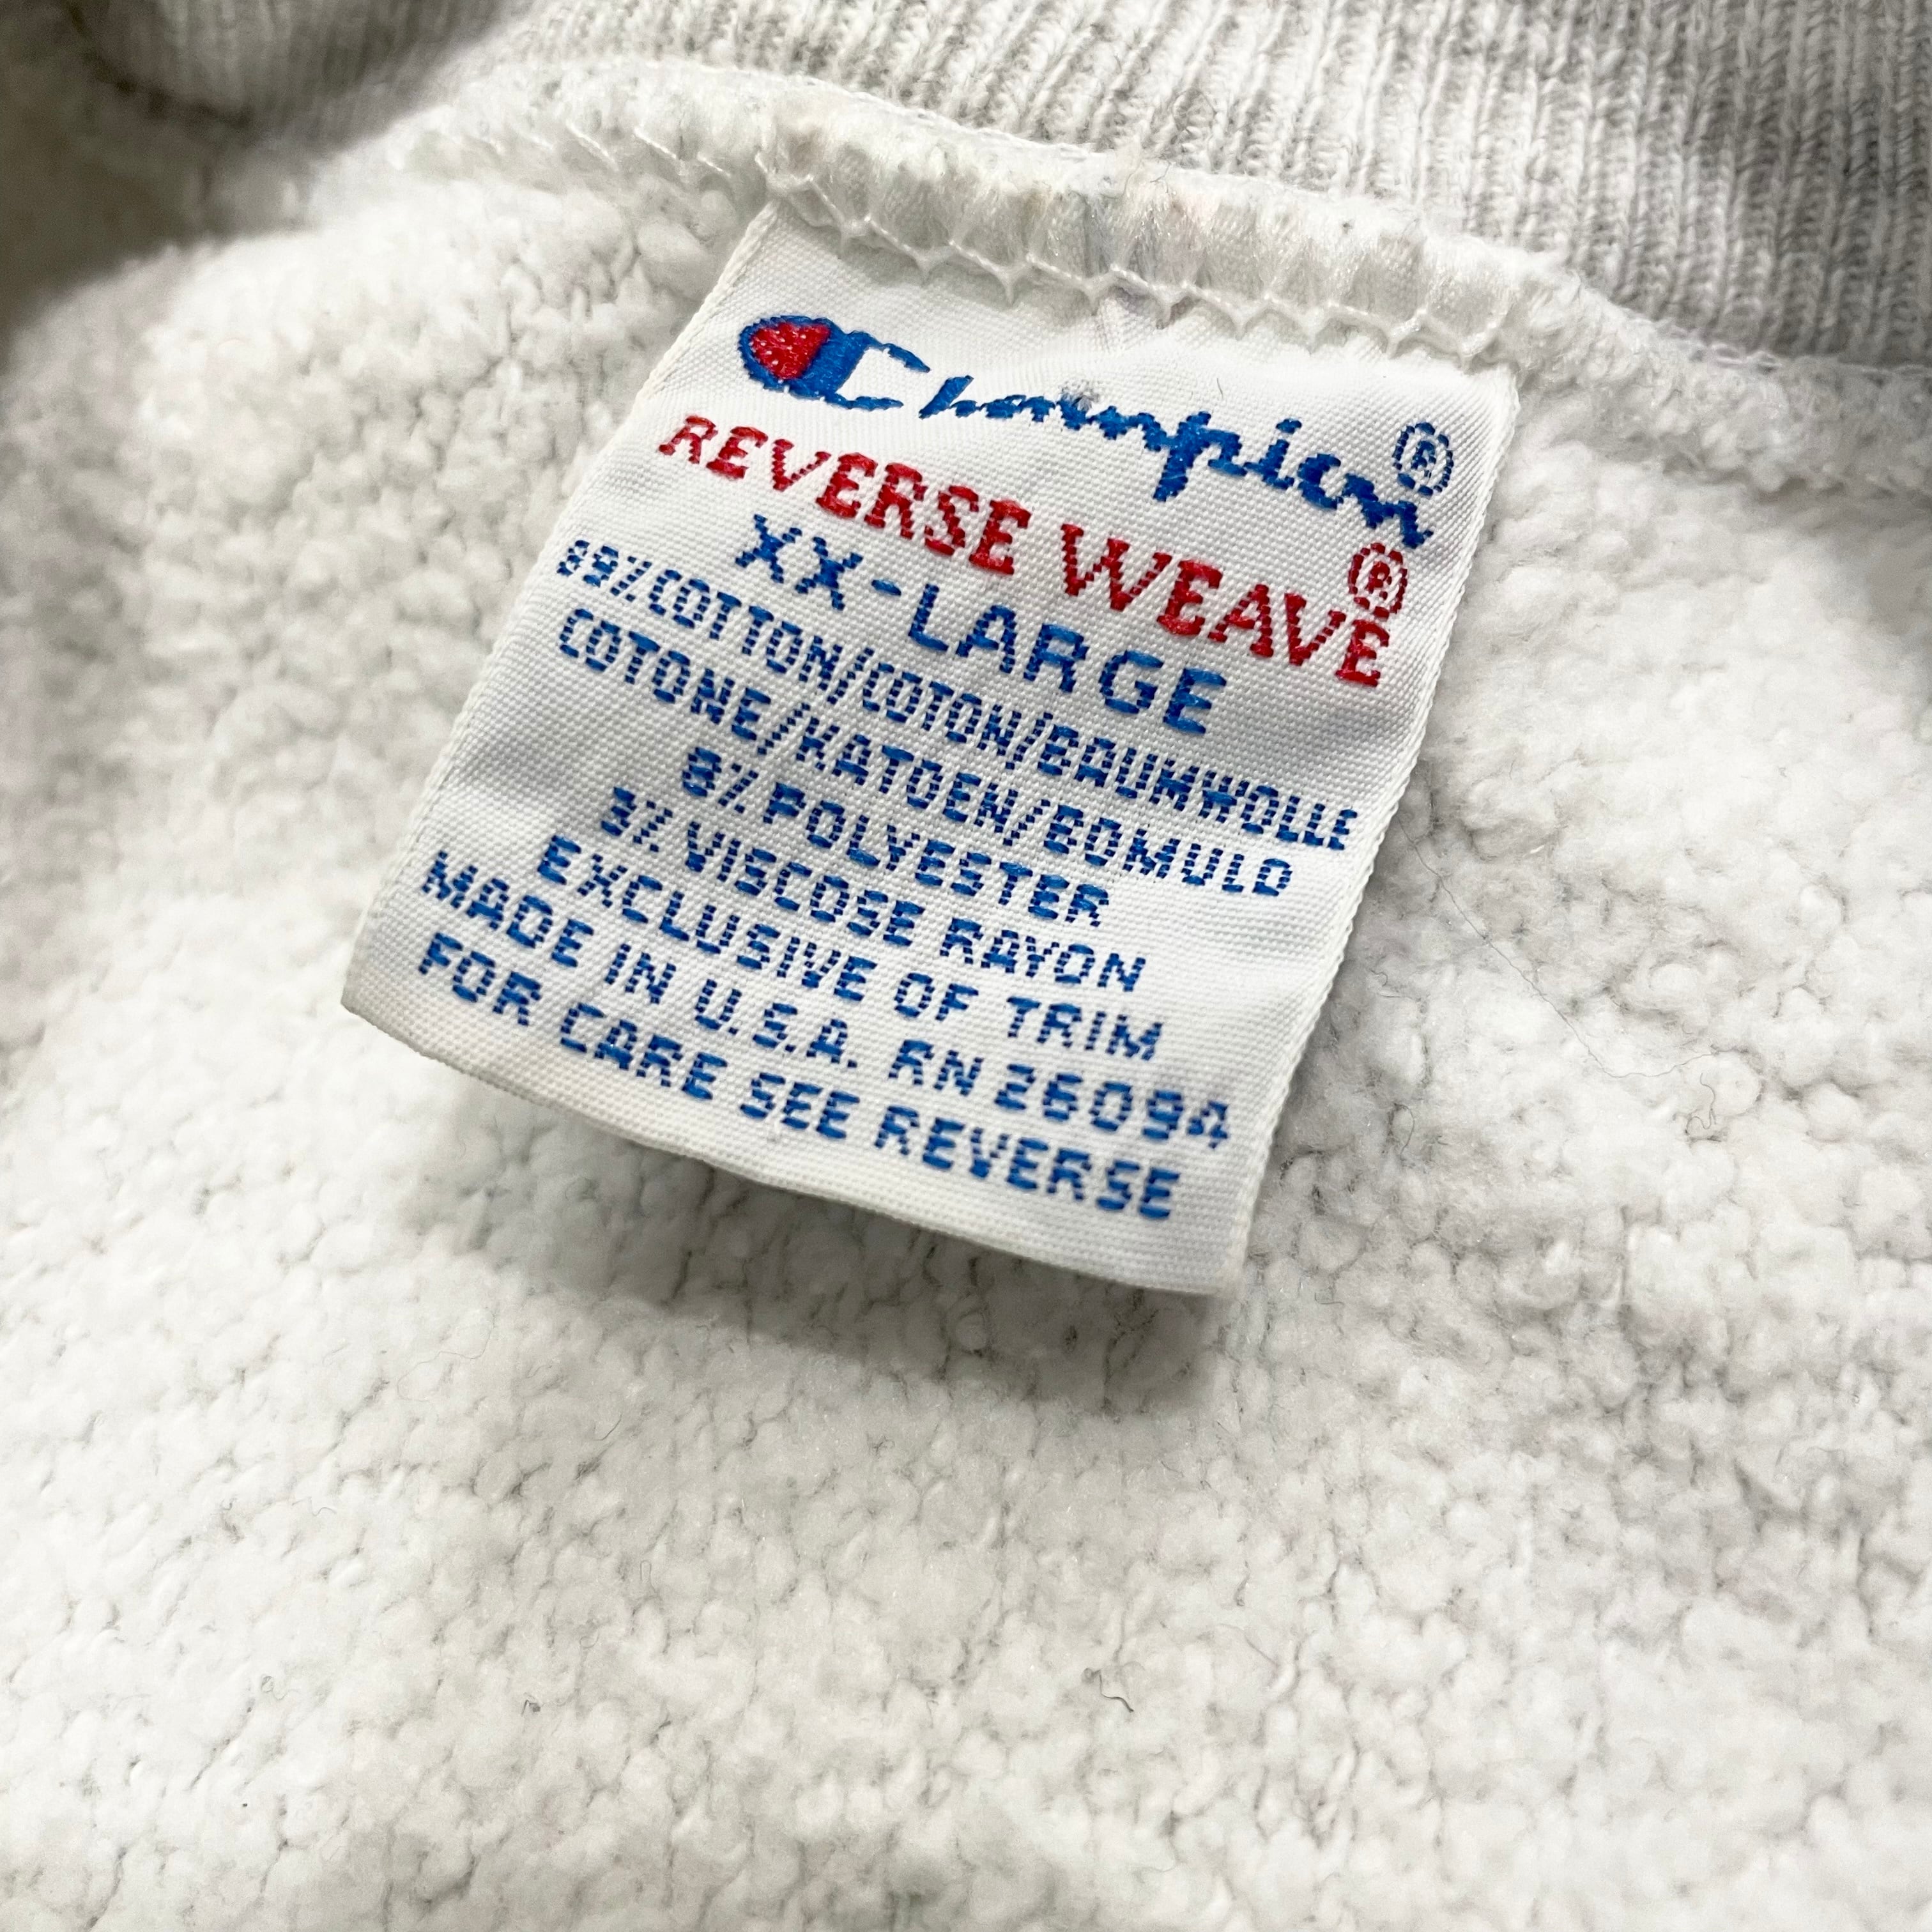 Champion®
REVERSE WEAVE®
XX-LARGE
89% COTTON/COTON/BAUMWOLLE
COTONE/KATOEN/BOMULD
8% POLYESTER
3% VISCOSE RAYON
EXCLUSIVE OF TRIM
MADE IN U.S.A. RN 26094
FOR CARE SEE REVERSE